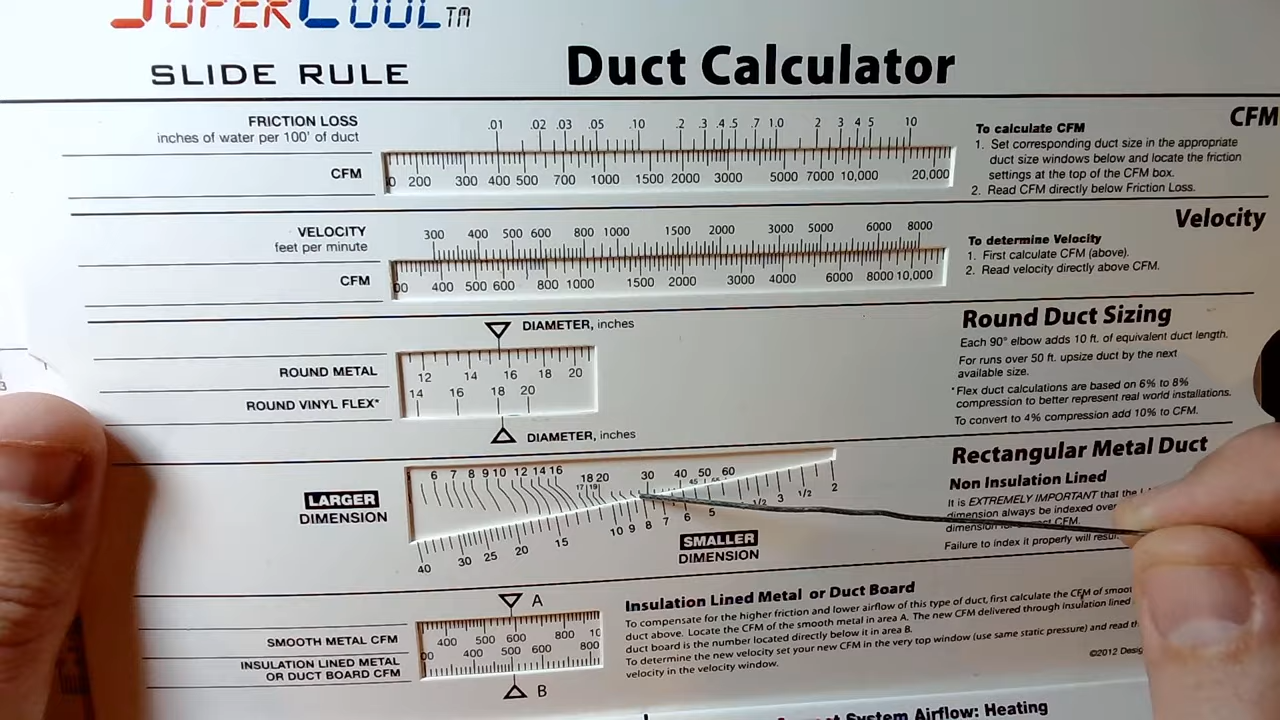 SUPERCOOL TM
SLIDE RULE
Duct Calculator
CFM
FRICTION LOSS
inches of water per 100' of duct
.01 .02 .03 .05 .10 .2 .3 .4 .5 .7 1.0 2 3 4 5 10
CFM
200 300 400 500 700 1000 1500 2000 3000 5000 7000 10,000 20,000
To calculate CFM
1. Set corresponding duct size in the appropriate
duct size windows below and locate the friction
settings at the top of the CFM box.
2. Read CFM directly below Friction Loss.
Velocity
VELOCITY
feet per minute
300 400 500 600 800 1000 1500 2000 3000 5000 6000 8000
CFM
00 400 500 600 800 1000 1500 2000 3000 4000 6000 8000 10,000
To determine Velocity
1. First calculate CFM (above).
2. Read velocity directly above CFM.
Round Duct Sizing
DIAMETER, inches
ROUND METAL
12 14 16 18 20
ROUND VINYL FLEX*
14 16 18 20
DIAMETER, inches
Each 90° elbow adds 10 ft. of equivalent duct length.
For runs over 50 ft. upsize duct by the next
available size.
*Flex duct calculations are based on 6% to 8%
compression to better represent real world installations.
To convert to 4% compression add 10% to CFM.
Rectangular Metal Duct
Non Insulation Lined
LARGER
DIMENSION
6 7 8 9 10 12 14 16 17 18 19 20 30 40 45 50 60
40 30 25 20 15 10 9 8 7 6 5 1/2 3 1/2 2
SMALLER
DIMENSION
It is EXTREMELY IMPORTANT that the
dimension always be indexed over
dimension CFM.
Failure to index it properly will
A
SMOOTH METAL CFM
400 500 600 800
INSULATION LINED METAL
OR DUCT BOARD CFM
00 400 500 600 800
B
Insulation Lined Metal or Duct Board
To compensate for the higher friction and lower airflow of this type of duct, first calculate the CFM of
duct above. Locate the CFM of the smooth metal in area A. The new CFM delivered through insulation lined
duct board is the number located directly below it in area B.
To determine the new velocity set your new CFM in the very top window (use same static pressure) and read
velocity in the velocity window.
©2012
System Airflow: Heating